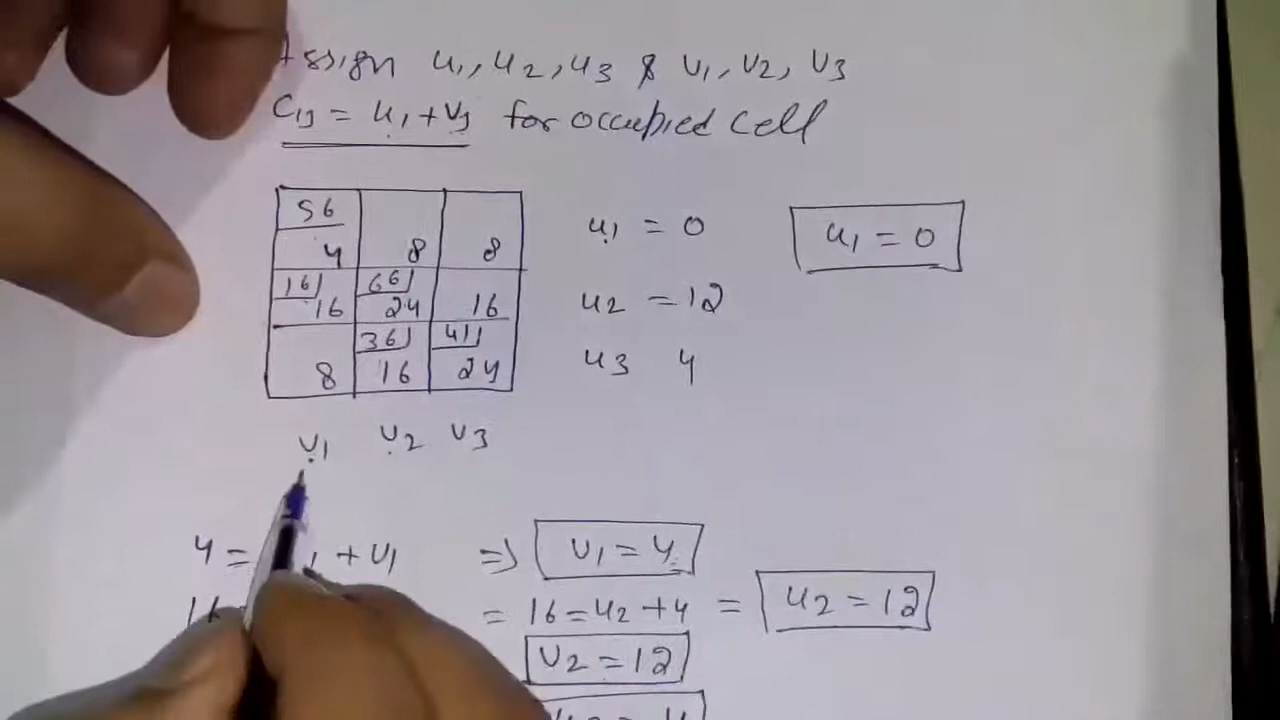 Assign u1, u2, u3 & v1, v2, v3
Cij = ui + vj for occupied cell
56
4 8 8
16 66
16 24 16
36 41
8 16 24
u1 = 0
u2 = 12
u3 4
u1 = 0
v1 v2 v3
4 = + v1 => v1 = 4
16 = 16 = u2 + 4 = u2 = 12
v2 = 12